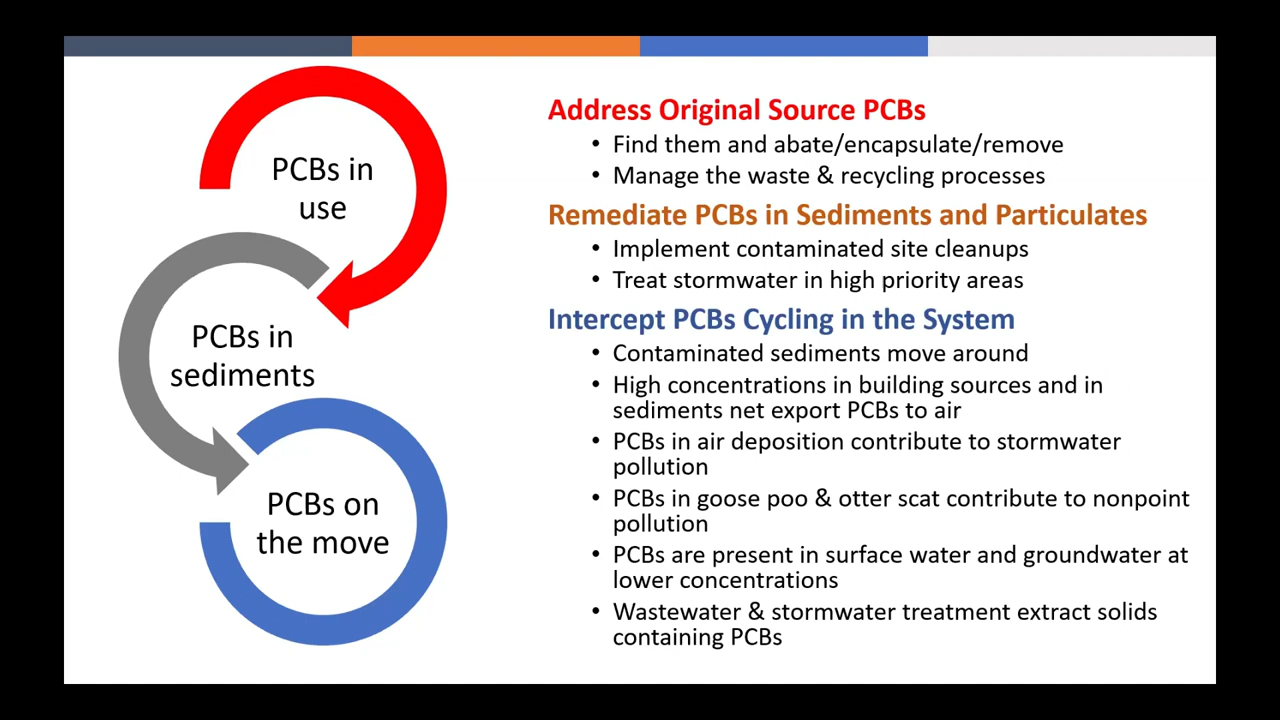 PCBs in
use
PCBs in
sediments
PCBs on
the move
Address Original Source PCBs
• Find them and abate/encapsulate/remove
• Manage the waste & recycling processes
Remediate PCBs in Sediments and Particulates
• Implement contaminated site cleanups
• Treat stormwater in high priority areas
Intercept PCBs Cycling in the System
• Contaminated sediments move around
• High concentrations in building sources and in
sediments net export PCBs to air
• PCBs in air deposition contribute to stormwater
pollution
• PCBs in goose poo & otter scat contribute to nonpoint
pollution
• PCBs are present in surface water and groundwater at
lower concentrations
• Wastewater & stormwater treatment extract solids
containing PCBs